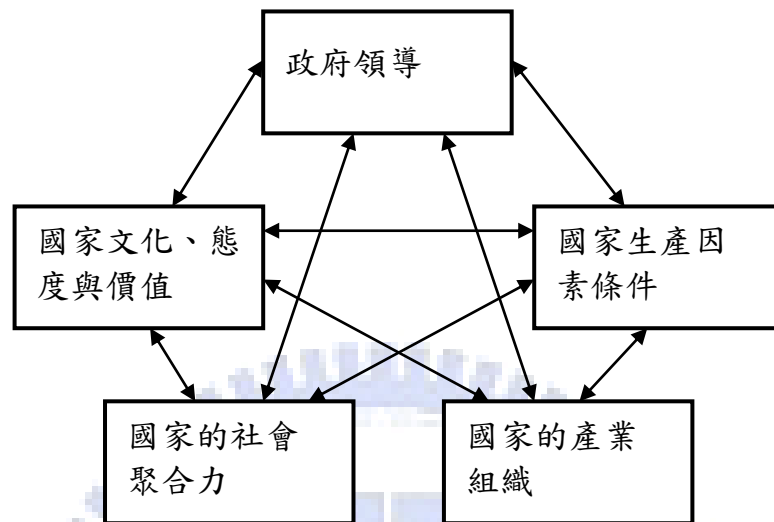 政府領導
國家文化、態
度與價值
國家生產因
素條件
國家的社會
聚合力
國家的產業
組織